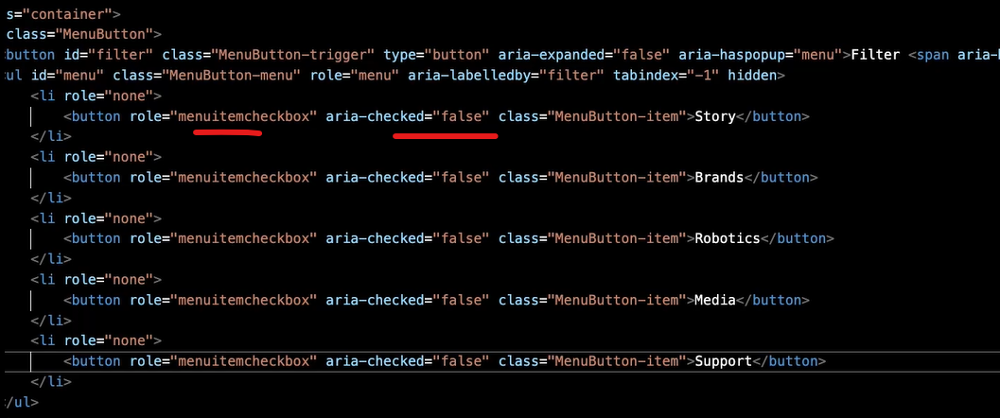 s="container">
class="MenuButton">
button id="filter" class="MenuButton-trigger" type="button" aria-expanded="false" aria-haspopup="menu">Filter <span aria-
ul id="menu" class="MenuButton-menu" role="menu" aria-labelledby="filter" tabindex="-1" hidden>
<li role="none">
<button role="menuitemcheckbox" aria-checked="false" class="MenuButton-item">Story</button>
</li>
<li role="none">
<button role="menuitemcheckbox" aria-checked="false" class="MenuButton-item">Brands</button>
</li>
<li role="none">
<button role="menuitemcheckbox" aria-checked="false" class="MenuButton-item">Robotics</button>
</li>
<li role="none">
<button role="menuitemcheckbox" aria-checked="false" class="MenuButton-item">Media</button>
</li>
<li role="none">
<button role="menuitemcheckbox" aria-checked="false" class="MenuButton-item">Support</button>
</li>
/ul>